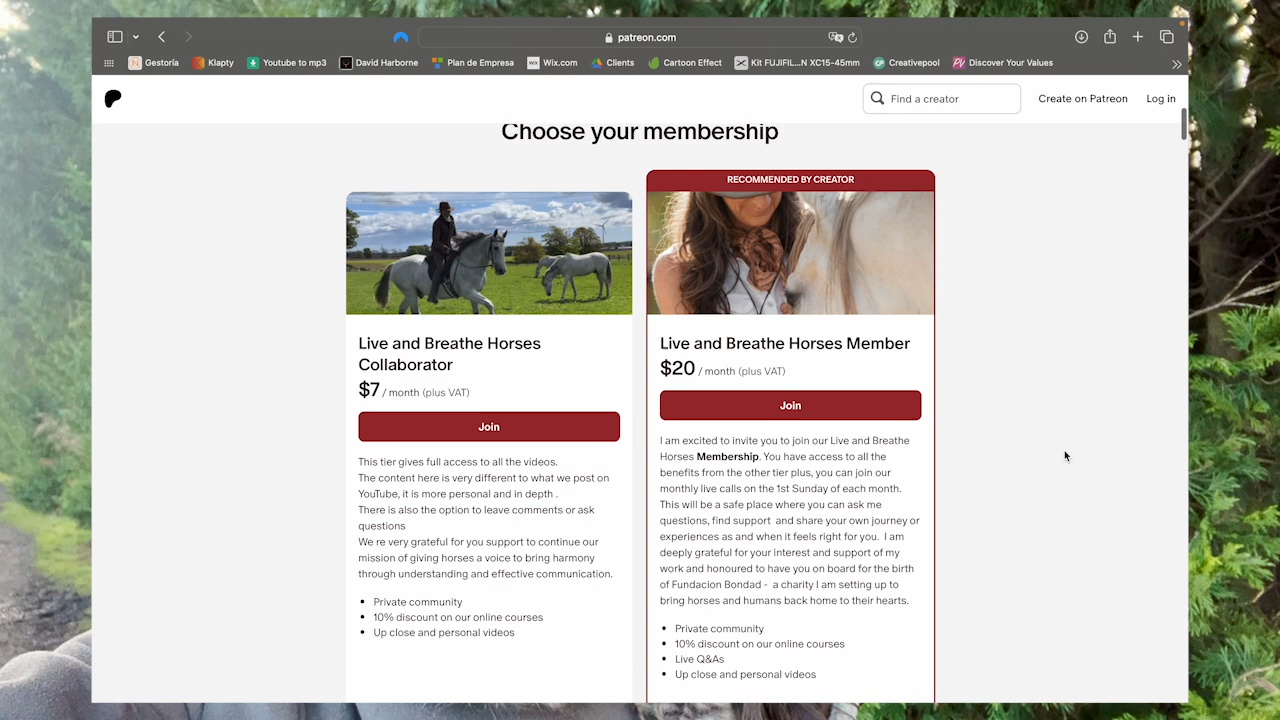 patreon.com
Gestoría
Klapty
Youtube to mp3
David Harborne
Plan de Empresa
WIX
Wix.com
Clients
Cartoon Effect
Kit FUJIFIL...N XC15-45mm
Creativepool
Discover Your Values
Find a creator
Create on Patreon
Log in
Choose your membership
RECOMMENDED BY CREATOR
Live and Breathe Horses
Collaborator
$7 / month (plus VAT)
Join
This tier gives full access to all the videos.
The content here is very different to what we post on
YouTube, it is more personal and in depth .
There is also the option to leave comments or ask
questions
We re very grateful for you support to continue our
mission of giving horses a voice to bring harmony
through understanding and effective communication.
• Private community
• 10% discount on our online courses
• Up close and personal videos
Live and Breathe Horses Member
$20 / month (plus VAT)
Join
I am excited to invite you to join our Live and Breathe
Horses Membership. You have access to all the
benefits from the other tier plus, you can join our
monthly live calls on the 1st Sunday of each month.
This will be a safe place where you can ask me
questions, find support and share your own journey or
experiences as and when it feels right for you. I am
deeply grateful for your interest and support of my
work and honoured to have you on board for the birth
of Fundacion Bondad - a charity I am setting up to
bring horses and humans back home to their hearts.
• Private community
• 10% discount on our online courses
• Live Q&As
• Up close and personal videos